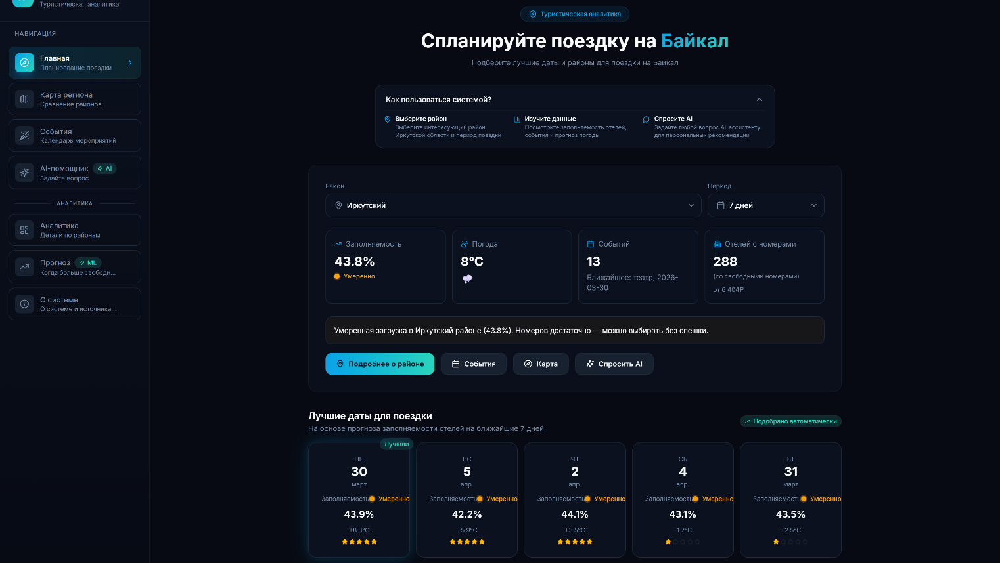 Туристическая аналитика
НАВИГАЦИЯ
Главная
Планирование поездки
Карта региона
Сравнение районов
События
Календарь мероприятий
AI-помощник
AI
Задайте вопрос
АНАЛИТИКА
Аналитика
Детали по районам
Прогноз
ML
Когда больше свободн...
О системе
О системе и источника...
Туристическая аналитика
Спланируйте поездку на Байкал
Подберите лучшие даты и районы для поездки на Байкал
Как пользоваться системой?
Выберите район
Выберите интересующий район
Иркутской области и период поездки
Изучите данные
Посмотрите заполняемость отелей,
события и прогноз погоды
Спросите AI
Задайте любой вопрос AI-ассистенту
для персональных рекомендаций
Район
Иркутский
Период
7 дней
Заполняемость
43.8%
Умеренно
Погода
8°C
Событий
13
Ближайшее: театр, 2026-
03-30
Отелей с номерами
288
(со свободными номерами)
от 6 404₽
Умеренная загрузка в Иркутский районе (43.8%). Номеров достаточно — можно выбирать без спешки.
Подробнее о районе
События
Карта
Спросить AI
Лучшие даты для поездки
На основе прогноза заполняемости отелей на ближайшие 7 дней
Подобрано автоматически
Лучший
ПН
30
март
Заполняемость Умеренно
43.9%
+8.3°C
ВС
5
апр.
Заполняемость Умеренно
42.2%
+5.9°C
ЧТ
2
апр.
Заполняемость Умеренно
44.1%
+3.5°C
СБ
4
апр.
Заполняемость Умеренно
43.1%
-1.7°C
ВТ
31
март
Заполняемость Умеренно
43.5%
+2.5°C